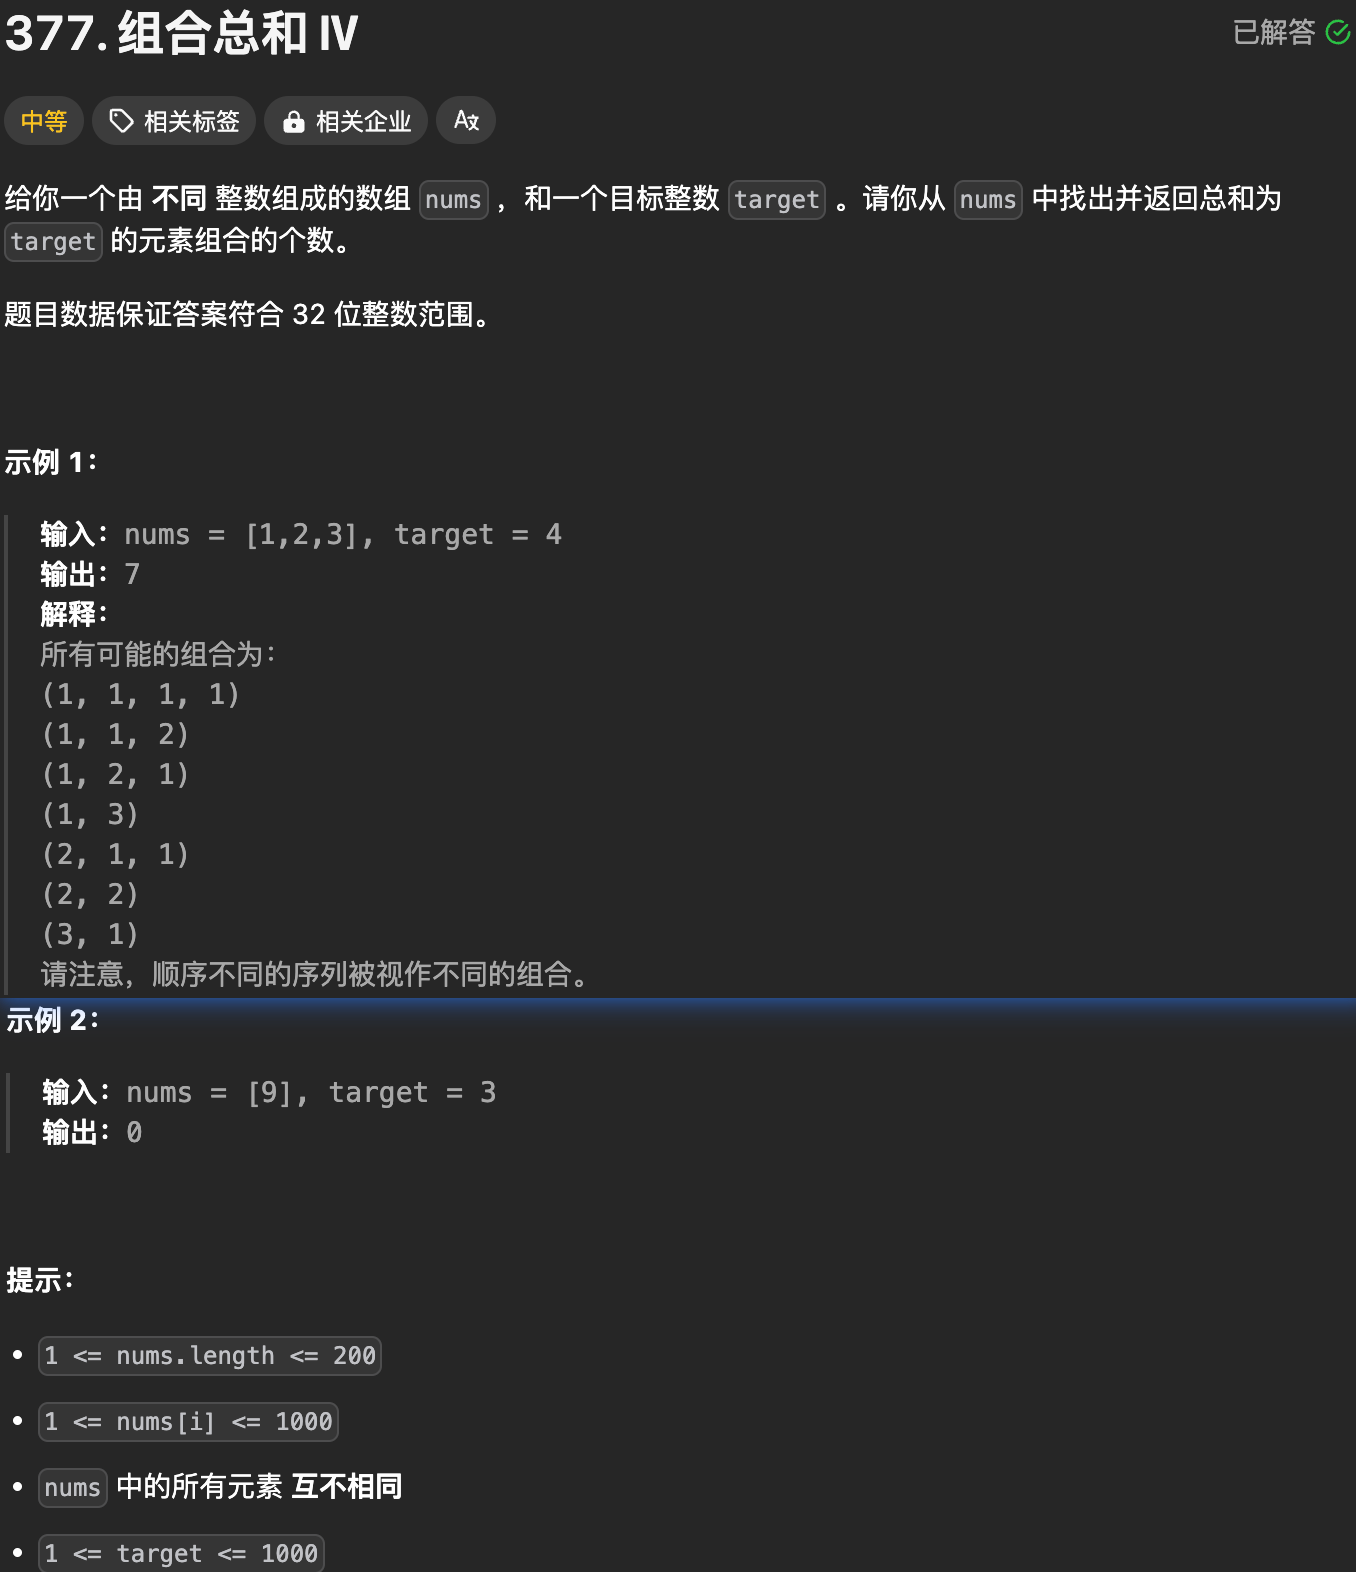 377. 组合总和 Ⅳ
已解答
中等
相关标签
相关企业
给你一个由 不同 整数组成的数组 nums ，和一个目标整数 target 。请你从 nums 中找出并返回总和为
target 的元素组合的个数。
题目数据保证答案符合 32 位整数范围。
示例 1：
输入：nums = [1,2,3], target = 4
输出：7
解释：
所有可能的组合为：
(1, 1, 1, 1)
(1, 1, 2)
(1, 2, 1)
(1, 3)
(2, 1, 1)
(2, 2)
(3, 1)
请注意，顺序不同的序列被视作不同的组合。
示例 2：
输入：nums = [9], target = 3
输出：0
提示：
• 1 <= nums.length <= 200
• 1 <= nums[i] <= 1000
• nums 中的所有元素 互不相同
• 1 <= target <= 1000